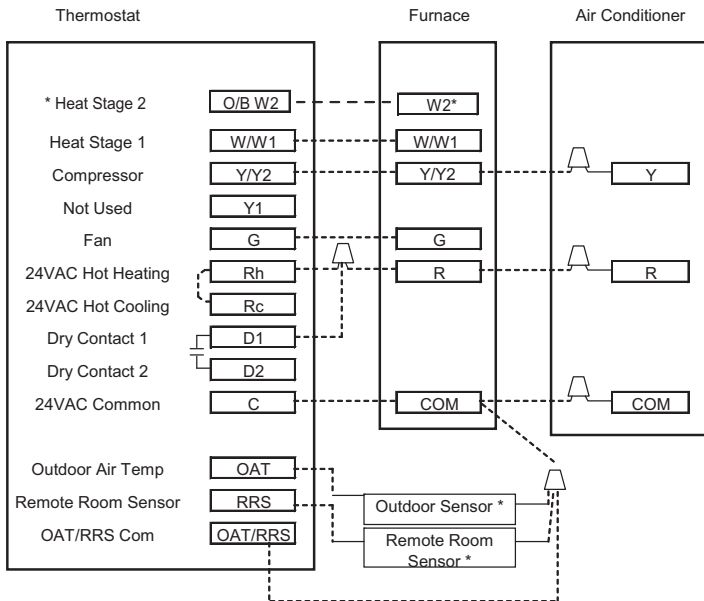 Thermostat Furnace Air Conditioner
* Heat Stage 2 O/B W2 W2*
Heat Stage 1 W/W1 W/W1
Compressor Y/Y2 Y/Y2 Y
Not Used Y1
Fan G G
24VAC Hot Heating Rh R R
24VAC Hot Cooling Rc
Dry Contact 1 D1
Dry Contact 2 D2
24VAC Common C COM COM
Outdoor Air Temp OAT
Remote Room Sensor RRS
OAT/RRS Com OAT/RRS
Outdoor Sensor *
Remote Room
Sensor *